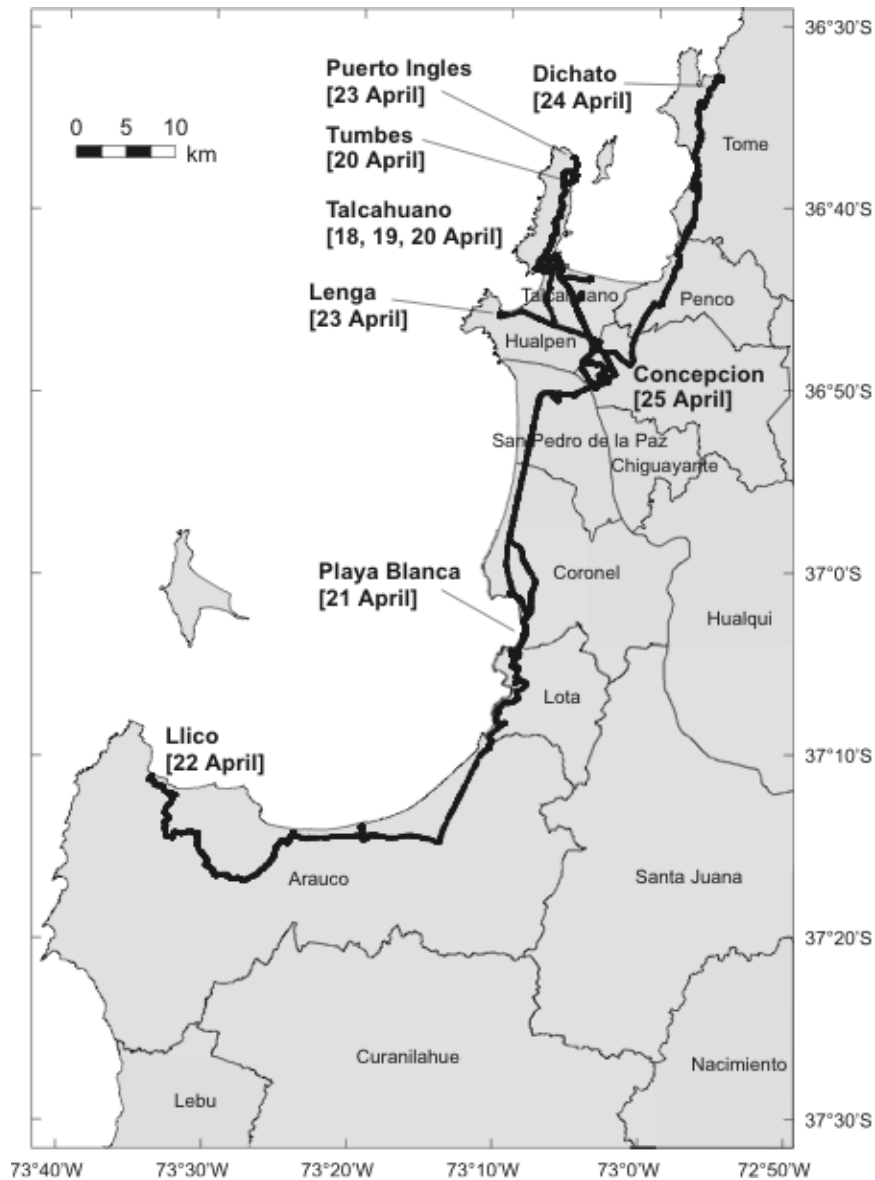 36°30'S
Puerto Ingles
[23 April]
Dichato
[24 April]
0 5 10
km
Tumbes
[20 April]
Tome
Talcahuano
[18, 19, 20 April]
36°40'S
Lenga
[23 April]
Talcahuano
Penco
Hualpen
Concepcion
[25 April]
36°50'S
San Pedro de la Paz
Chiguayante
Playa Blanca
[21 April]
Coronel
37°0'S
Hualqui
Lota
Llico
[22 April]
37°10'S
Arauco
Santa Juana
37°20'S
Curanilahue
Nacimiento
Lebu
37°30'S
73°40'W 73°30'W 73°20'W 73°10'W 73°0'W 72°50'W